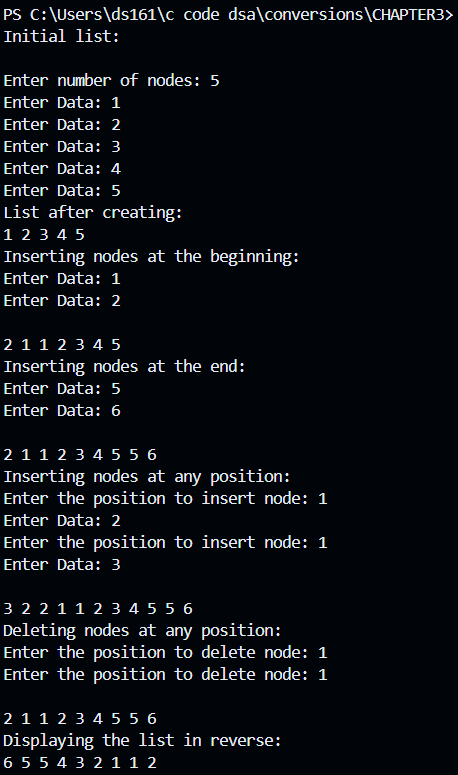 PS C:\Users\ds161\c code dsa\conversions\CHAPTER3>
Initial list:
Enter number of nodes: 5
Enter Data: 1
Enter Data: 2
Enter Data: 3
Enter Data: 4
Enter Data: 5
List after creating:
1 2 3 4 5
Inserting nodes at the beginning:
Enter Data: 1
Enter Data: 2
2 1 1 2 3 4 5
Inserting nodes at the end:
Enter Data: 5
Enter Data: 6
2 1 1 2 3 4 5 5 6
Inserting nodes at any position:
Enter the position to insert node: 1
Enter Data: 2
Enter the position to insert node: 1
Enter Data: 3
3 2 2 1 1 2 3 4 5 5 6
Deleting nodes at any position:
Enter the position to delete node: 1
Enter the position to delete node: 1
2 1 1 2 3 4 5 5 6
Displaying the list in reverse:
6 5 5 4 3 2 1 1 2